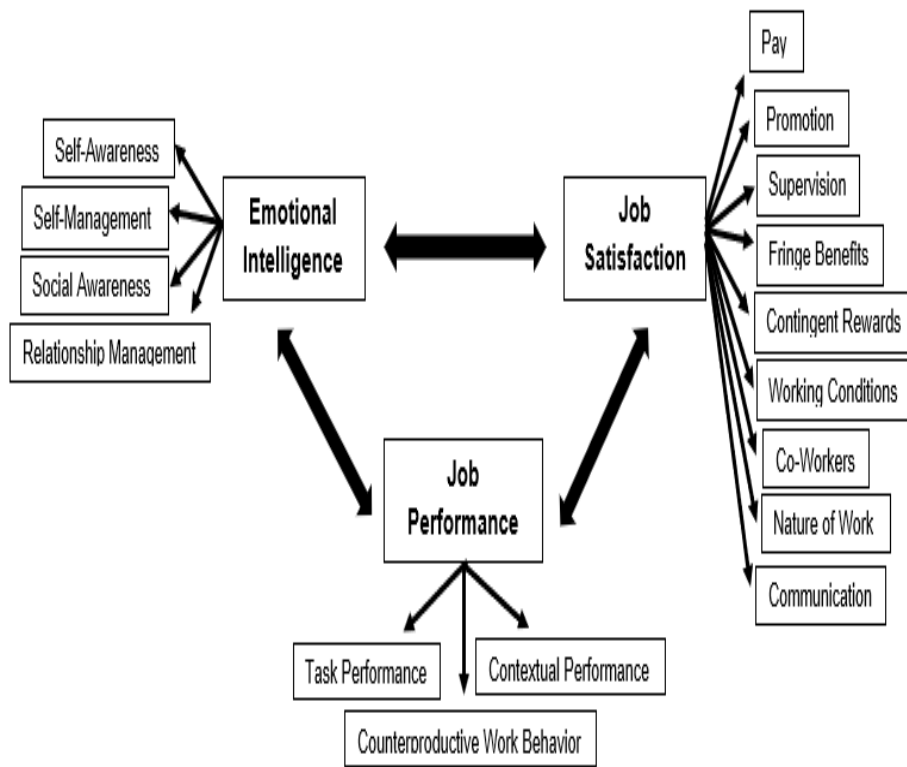 Self-Awareness
Self-Management
Social Awareness
Relationship Management
Emotional
Intelligence
Job
Satisfaction
Pay
Promotion
Supervision
Fringe Benefits
Contingent Rewards
Working Conditions
Co-Workers
Nature of Work
Communication
Job
Performance
Task Performance
Contextual Performance
Counterproductive Work Behavior